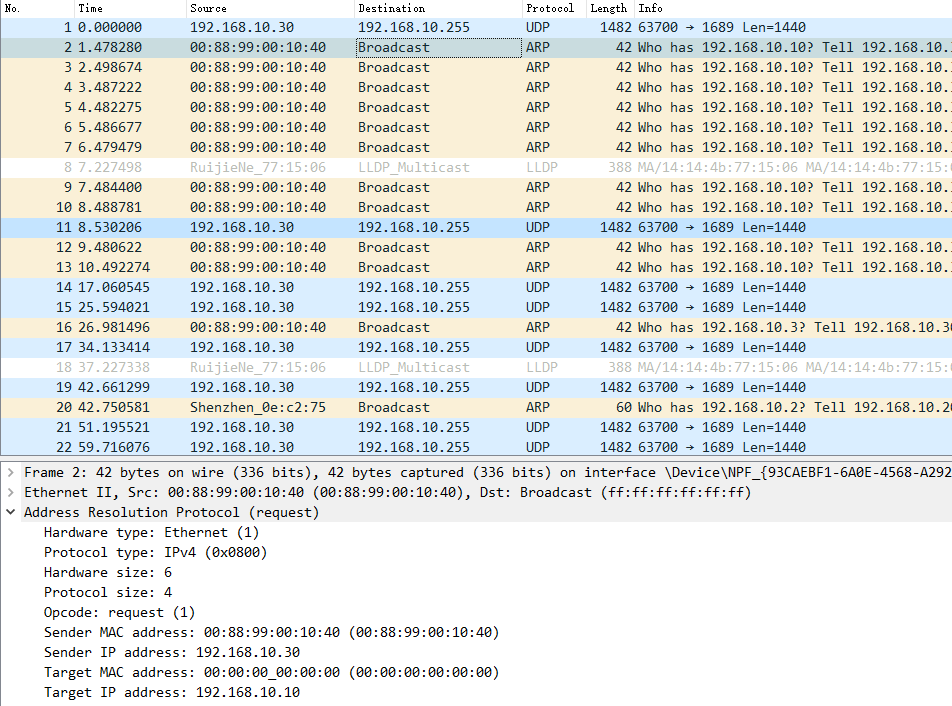 No. Time Source Destination Protocol Length Info
1 0.000000 192.168.10.30 192.168.10.255 UDP 1482 63700 → 1689 Len=1440
2 1.478280 00:88:99:00:10:40 Broadcast ARP 42 Who has 192.168.10.10? Tell 192.168.10.
3 2.498674 00:88:99:00:10:40 Broadcast ARP 42 Who has 192.168.10.10? Tell 192.168.10.
4 3.487222 00:88:99:00:10:40 Broadcast ARP 42 Who has 192.168.10.10? Tell 192.168.10.
5 4.482275 00:88:99:00:10:40 Broadcast ARP 42 Who has 192.168.10.10? Tell 192.168.10.
6 5.486677 00:88:99:00:10:40 Broadcast ARP 42 Who has 192.168.10.10? Tell 192.168.10.
7 6.479479 00:88:99:00:10:40 Broadcast ARP 42 Who has 192.168.10.10? Tell 192.168.10.
8 7.227498 RuijieNe_77:15:06 LLDP_Multicast LLDP 388 MA/14:14:4b:77:15:06 MA/14:14:4b:77:15:0
9 7.484400 00:88:99:00:10:40 Broadcast ARP 42 Who has 192.168.10.10? Tell 192.168.10.
10 8.488781 00:88:99:00:10:40 Broadcast ARP 42 Who has 192.168.10.10? Tell 192.168.10.
11 8.530206 192.168.10.30 192.168.10.255 UDP 1482 63700 → 1689 Len=1440
12 9.480622 00:88:99:00:10:40 Broadcast ARP 42 Who has 192.168.10.10? Tell 192.168.10.
13 10.492274 00:88:99:00:10:40 Broadcast ARP 42 Who has 192.168.10.10? Tell 192.168.10.
14 17.060545 192.168.10.30 192.168.10.255 UDP 1482 63700 → 1689 Len=1440
15 25.594021 192.168.10.30 192.168.10.255 UDP 1482 63700 → 1689 Len=1440
16 26.981496 00:88:99:00:10:40 Broadcast ARP 42 Who has 192.168.10.3? Tell 192.168.10.30
17 34.133414 192.168.10.30 192.168.10.255 UDP 1482 63700 → 1689 Len=1440
18 37.227338 RuijieNe_77:15:06 LLDP_Multicast LLDP 388 MA/14:14:4b:77:15:06 MA/14:14:4b:77:15:0
19 42.661299 192.168.10.30 192.168.10.255 UDP 1482 63700 → 1689 Len=1440
20 42.750581 Shenzhen_0e:c2:75 Broadcast ARP 60 Who has 192.168.10.2? Tell 192.168.10.20
21 51.195521 192.168.10.30 192.168.10.255 UDP 1482 63700 → 1689 Len=1440
22 59.716076 192.168.10.30 192.168.10.255 UDP 1482 63700 → 1689 Len=1440
Frame 2: 42 bytes on wire (336 bits), 42 bytes captured (336 bits) on interface \Device\NPF_{93CAEBF1-6A0E-4568-A292
Ethernet II, Src: 00:88:99:00:10:40 (00:88:99:00:10:40), Dst: Broadcast (ff:ff:ff:ff:ff:ff)
Address Resolution Protocol (request)
Hardware type: Ethernet (1)
Protocol type: IPv4 (0x0800)
Hardware size: 6
Protocol size: 4
Opcode: request (1)
Sender MAC address: 00:88:99:00:10:40 (00:88:99:00:10:40)
Sender IP address: 192.168.10.30
Target MAC address: 00:00:00_00:00:00 (00:00:00:00:00:00)
Target IP address: 192.168.10.10